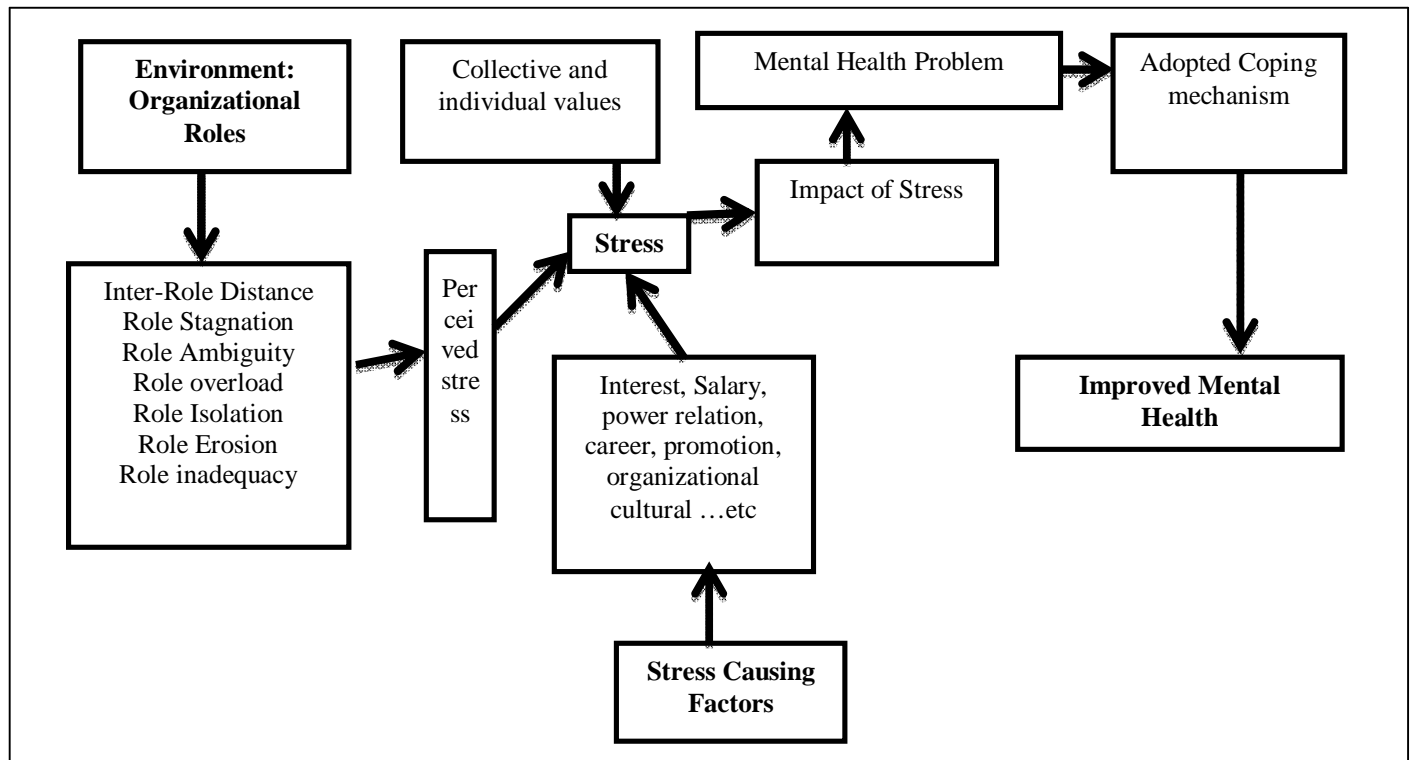 Environment:
Organizational
Roles
Collective and
individual values
Mental Health Problem
Adopted Coping
mechanism
Impact of Stress
Stress
Inter-Role Distance
Role Stagnation
Role Ambiguity
Role overload
Role Isolation
Role Erosion
Role inadequacy
Per
cei
ved
stre
ss
Interest, Salary,
power relation,
career, promotion,
organizational
cultural …etc
Improved Mental
Health
Stress Causing
Factors